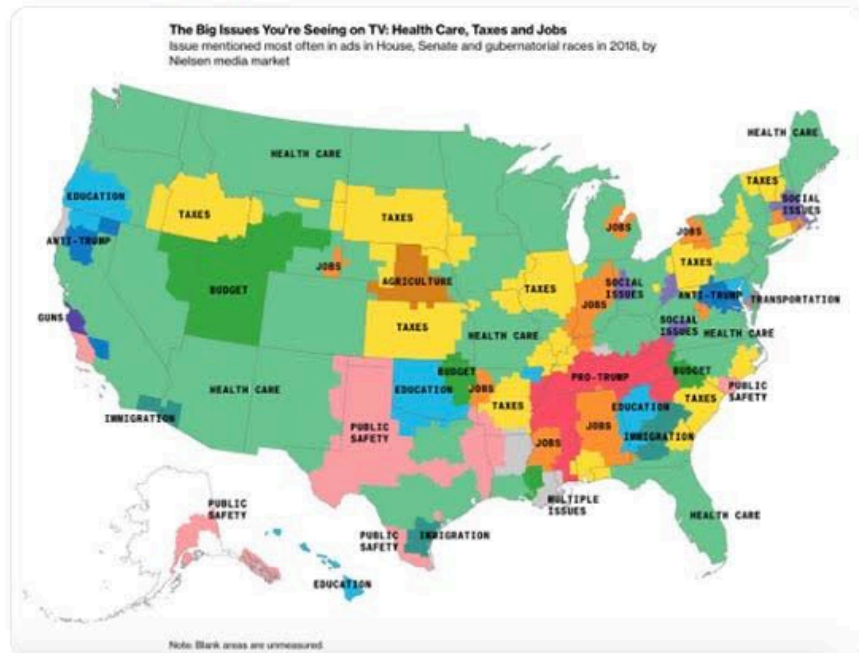 The Big Issues You're Seeing on TV: Health Care, Taxes and Jobs
Issue mentioned most often in ads in House, Senate and gubernatorial races in 2018, by
Nielsen media market
HEALTH CARE
HEALTH CARE
EDUCATION
TAXES
TAXES
TAXES
SOCIAL
ISSUES
ANTI-TRUMP
JOBS
JOBS
TAXES
BUDGET
JOBS
AGRICULTURE
TAXES
JOBS
SOCIAL
ISSUES
ANTI-TRUMP
TRANSPORTATION
GUNS
TAXES
HEALTH CARE
SOCIAL
ISSUES
HEALTH CARE
HEALTH CARE
EDUCATION
BUDGET
JOBS
PRO-TRUMP
BUDGET
PUBLIC
SAFETY
IMMIGRATION
PUBLIC
SAFETY
TAXES
EDUCATION
TAXES
JOBS
JOBS
IMMIGRATION
MULTIPLE
ISSUES
PUBLIC
SAFETY
PUBLIC
SAFETY
IMMIGRATION
HEALTH CARE
EDUCATION
Note: Blank areas are unmeasured.